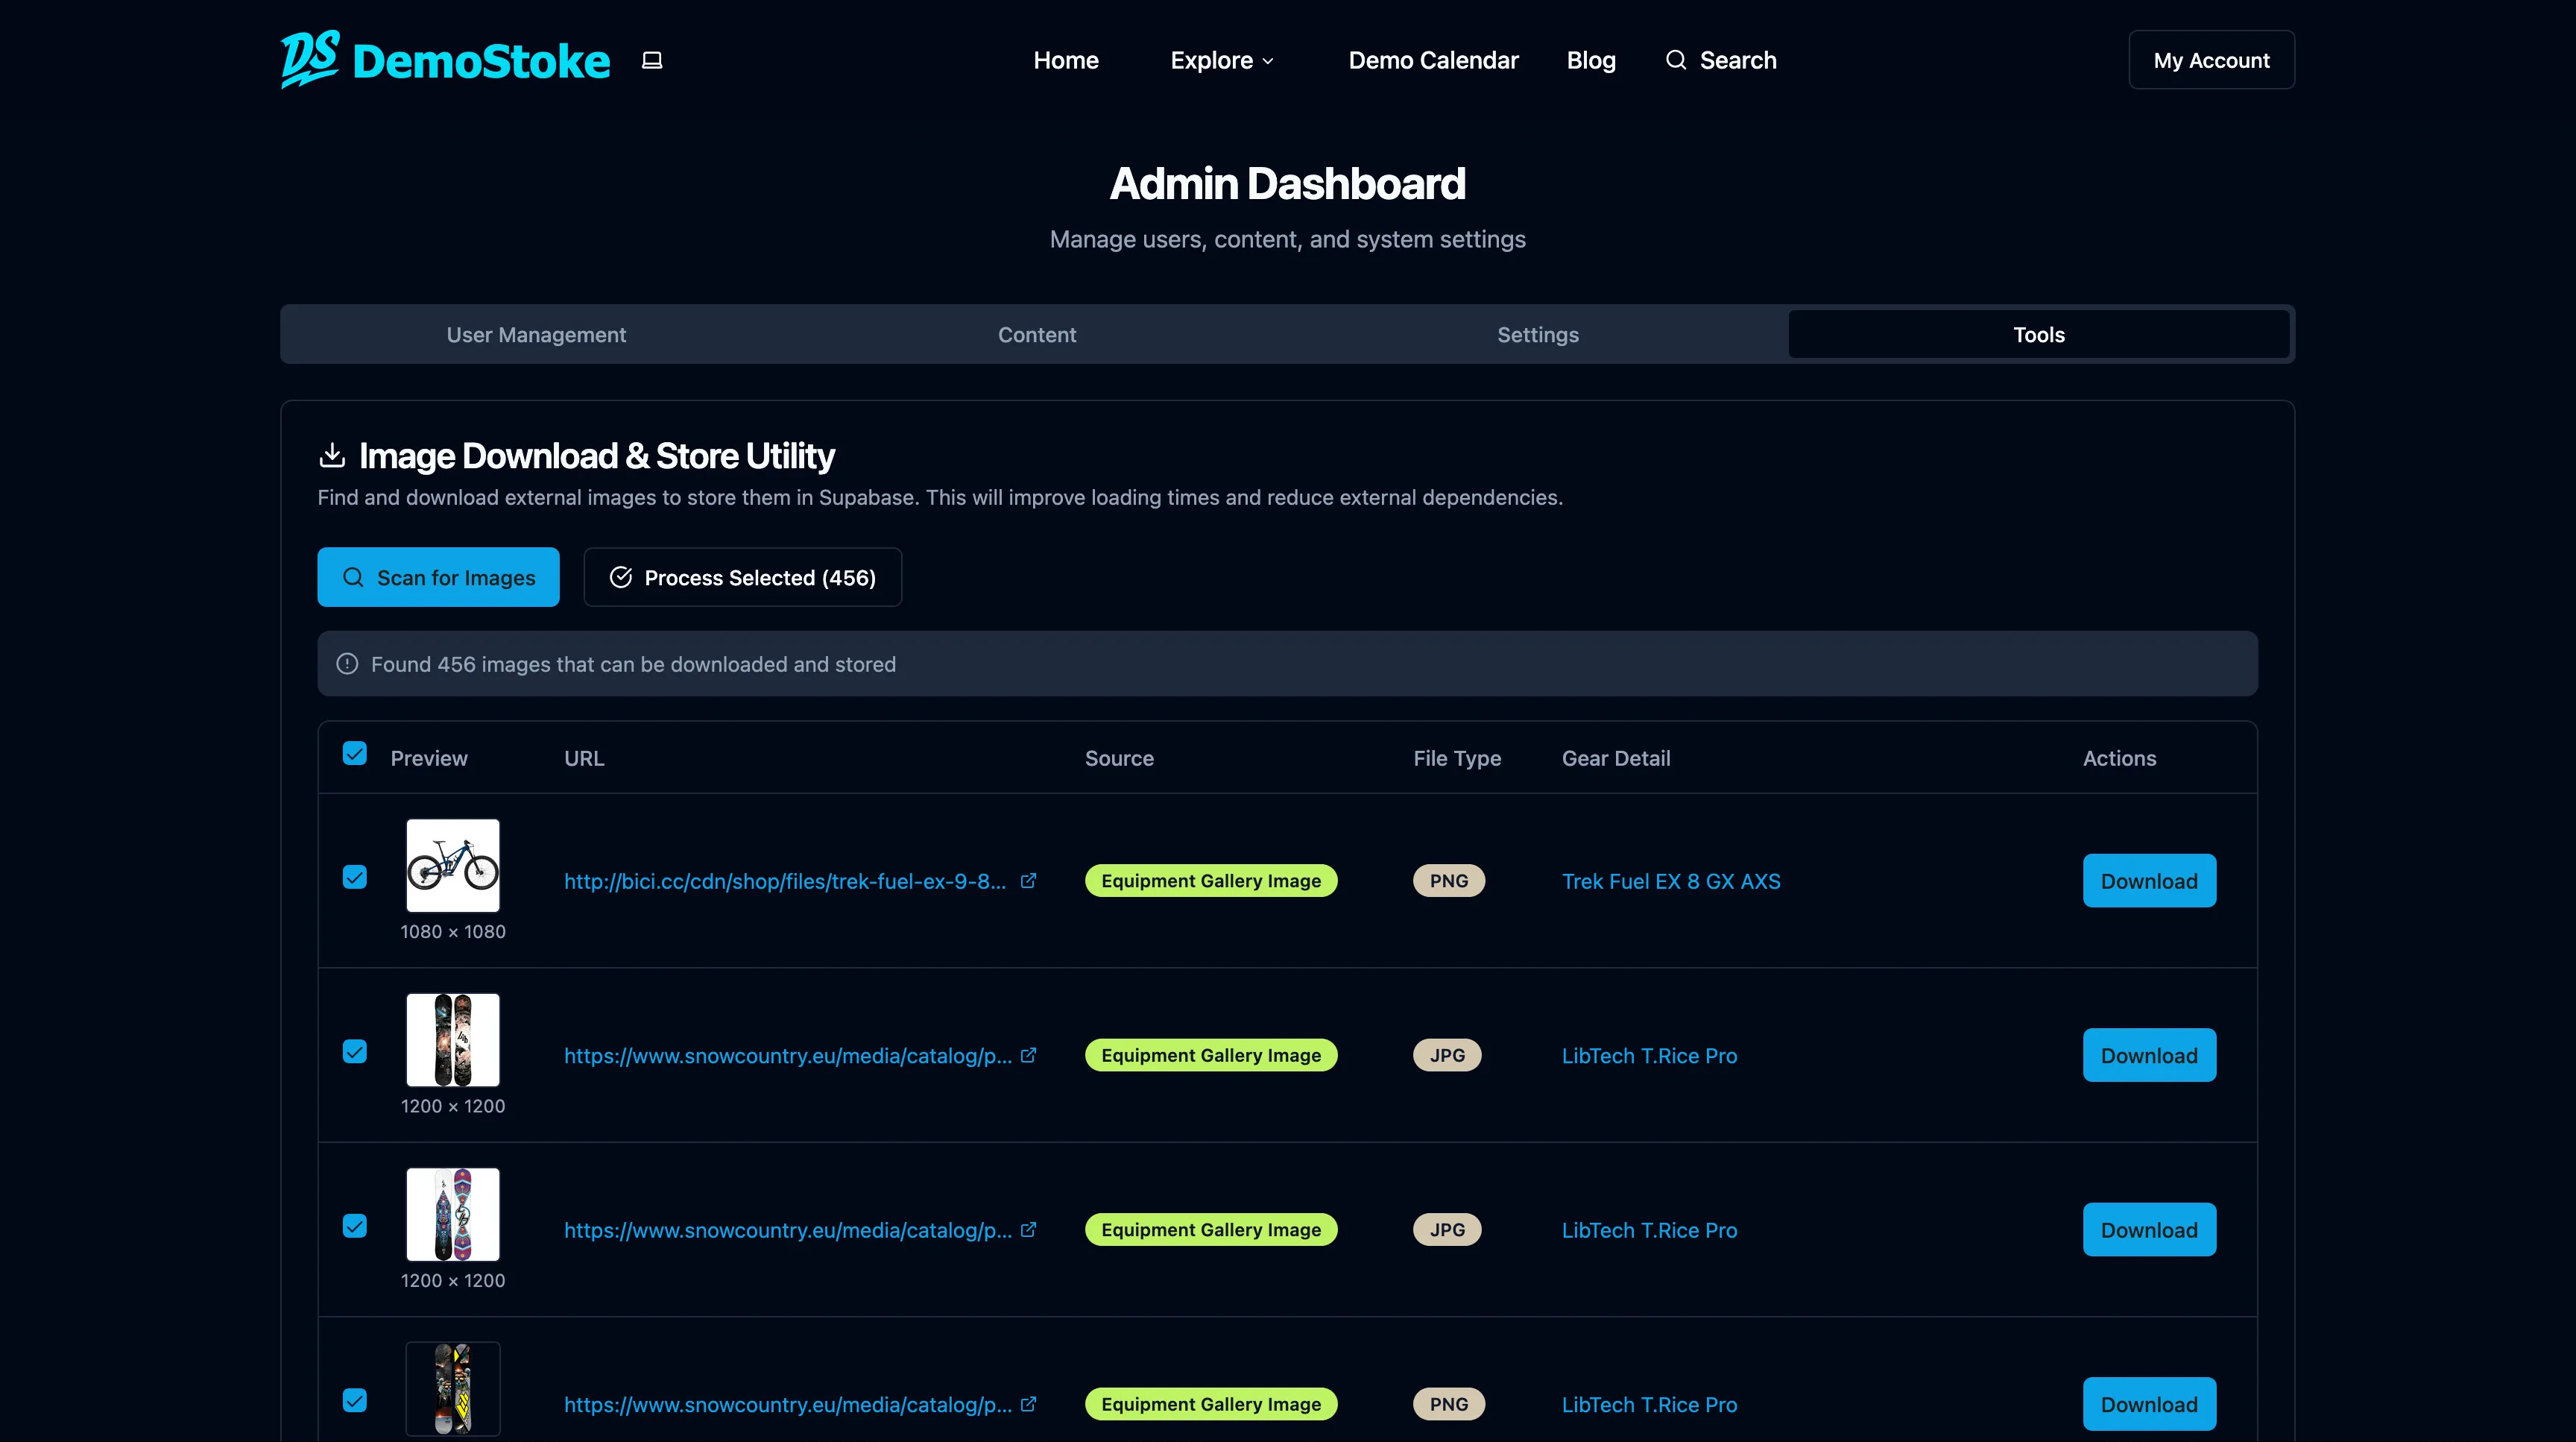 DS DemoStoke
Home Explore Demo Calendar Blog Search
My Account
Admin Dashboard
Manage users, content, and system settings
User Management Content Settings Tools
Image Download & Store Utility
Find and download external images to store them in Supabase. This will improve loading times and reduce external dependencies.
Scan for Images Process Selected (456)
Found 456 images that can be downloaded and stored
Preview URL Source File Type Gear Detail Actions
http://bici.cc/cdn/shop/files/trek-fuel-ex-9-8... Equipment Gallery Image PNG Trek Fuel EX 8 GX AXS Download
1080 × 1080
https://www.snowcountry.eu/media/catalog/p... Equipment Gallery Image JPG LibTech T.Rice Pro Download
1200 × 1200
https://www.snowcountry.eu/media/catalog/p... Equipment Gallery Image JPG LibTech T.Rice Pro Download
1200 × 1200
https://www.snowcountry.eu/media/catalog/p... Equipment Gallery Image PNG LibTech T.Rice Pro Download